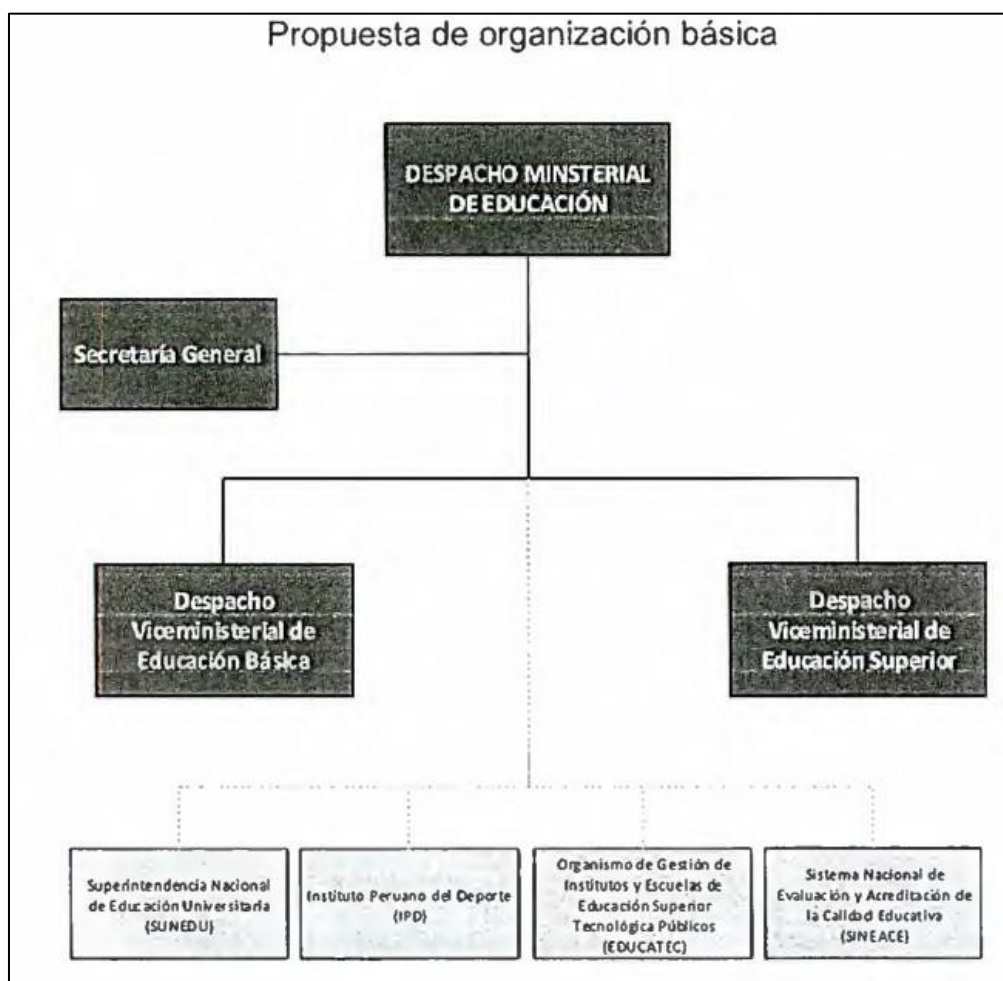 Propuesta de organización básica
DESPACHO MINSTERIAL
DE EDUCACIÓN
Secretaría General
Despacho
Viceministerial de
Educación Básica
Despacho
Viceministerial de
Educación Superior
Superintendencia Nacional
de Educación Universitaria
(SUNEDU)
Instituto Peruano del Deporte
(IPD)
Organismo de Gestión de
Institutos y Escuelas de
Educación Superior
Tecnológica Públicos
(EDUCATEC)
Sistema Nacional de
Evaluación y Acreditación de
la Calidad Educativa
(SINEACE)